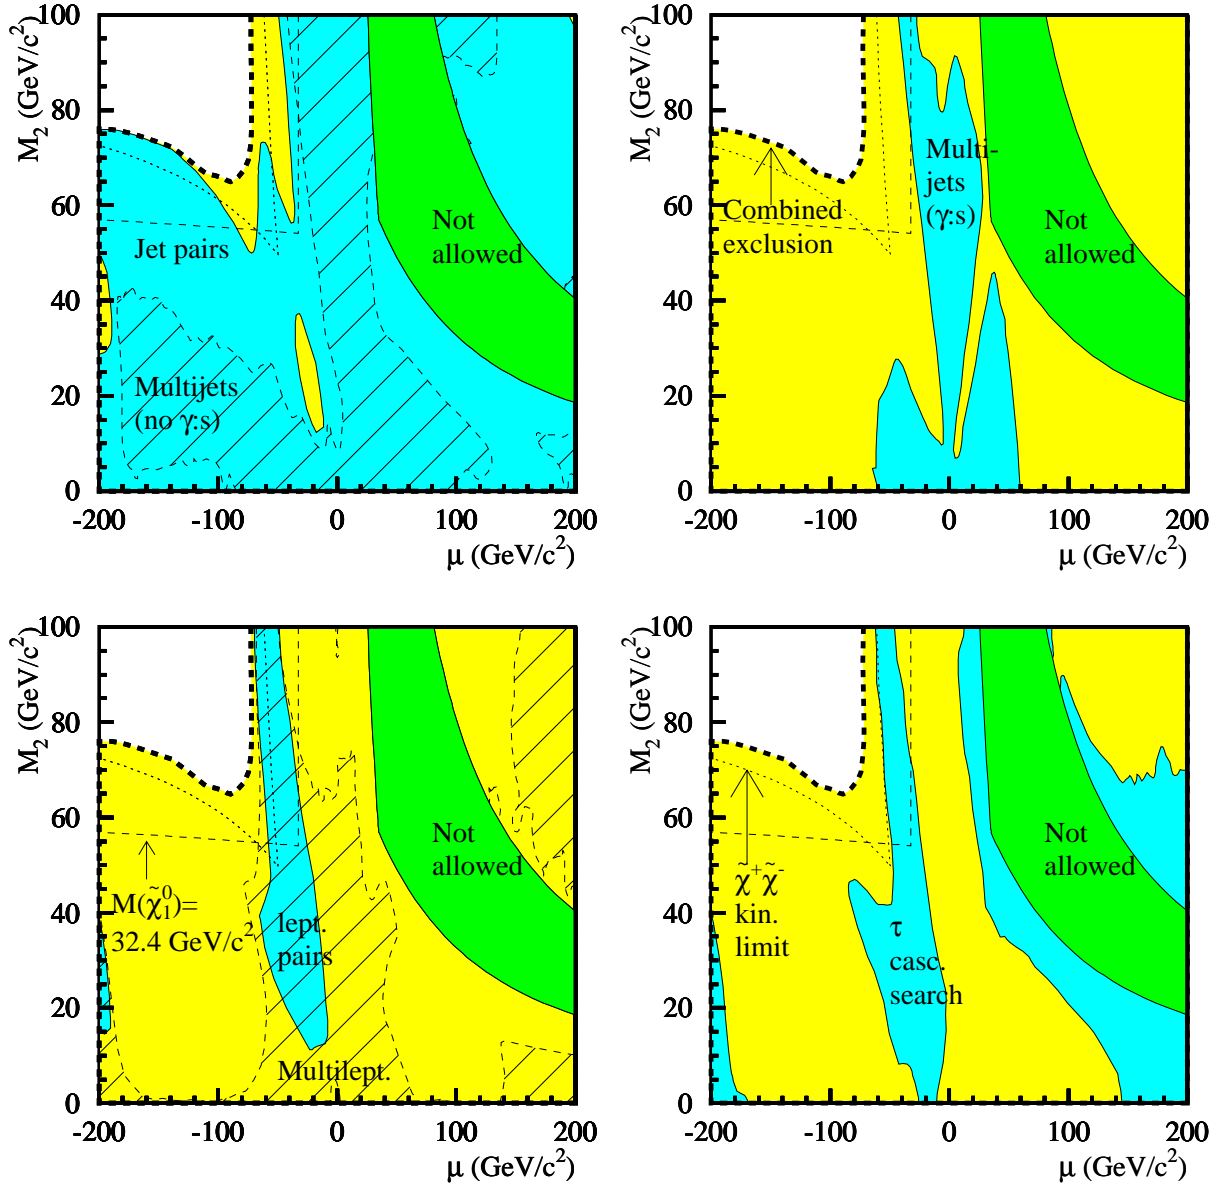 M₂ (GeV/c²)
100
80
60
40
20
0
Jet pairs
Multijets
(no γ:s)
Not
allowed
-200 -100 0 100 200
μ (GeV/c²)
M₂ (GeV/c²)
100
80
60
40
20
0
Multi-
jets
(γ:s)
Combined
exclusion
Not
allowed
-200 -100 0 100 200
μ (GeV/c²)
M₂ (GeV/c²)
100
80
60
40
20
0
Not
allowed
M(χ̃₁⁰)=
32.4 GeV/c²
lept.
pairs
Multilept.
-200 -100 0 100 200
μ (GeV/c²)
M₂ (GeV/c²)
100
80
60
40
20
0
Not
allowed
χ̃⁺χ̃⁻
kin.
limit
τ
casc.
search
-200 -100 0 100 200
μ (GeV/c²)